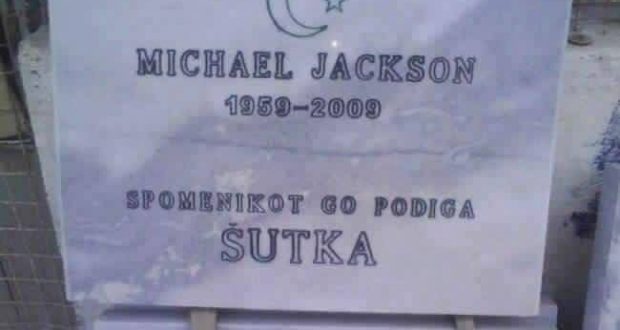 MICHAEL JACKSON
1959-2009
SPOMENIKOT GO PODIGA
ŠUTKA